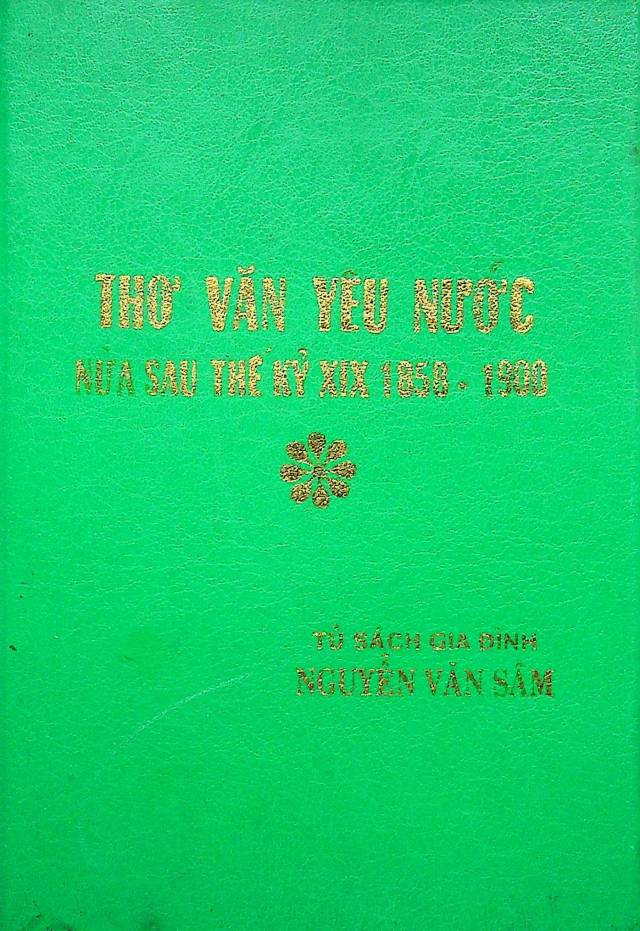 THƠ VĂN YÊU NƯỚC
NỬA SAU THẾ KỶ XIX 1858 - 1900
TỦ SÁCH GIA ĐÌNH
NGUYỄN VĂN SÂM